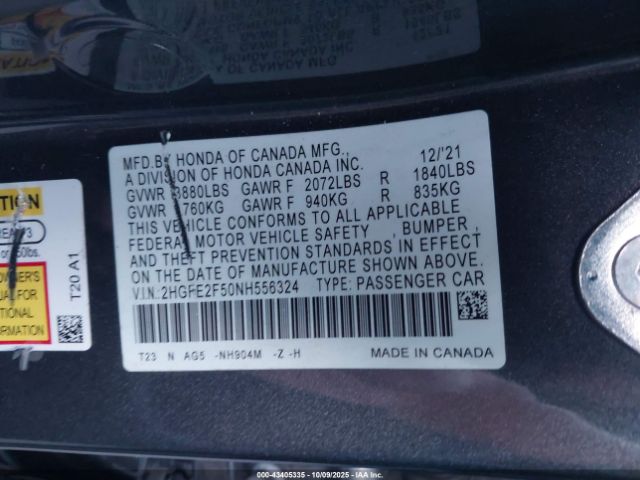 MFD.BY HONDA OF CANADA MFG., 12/'21
A DIVISION OF HONDA CANADA INC.
GVWR 3880LBS GAWR F 2072LBS R 1840LBS
GVWR 1760KG GAWR F 940KG R 835KG
THIS VEHICLE CONFORMS TO ALL APPLICABLE
FEDERAL MOTOR VEHICLE SAFETY , BUMPER ,
AND THEFT PREVENTION STANDARDS IN EFFECT
ON THE DATE OF MANUFACTURE SHOWN ABOVE.
V.I.N.:2HGFE2F50NH556324 TYPE:PASSENGER CAR
T23 N AG5 -NH904M -Z -H
MADE IN CANADA
T20 A1
000-43405335 - 10/09/2025 - IAAI.COM